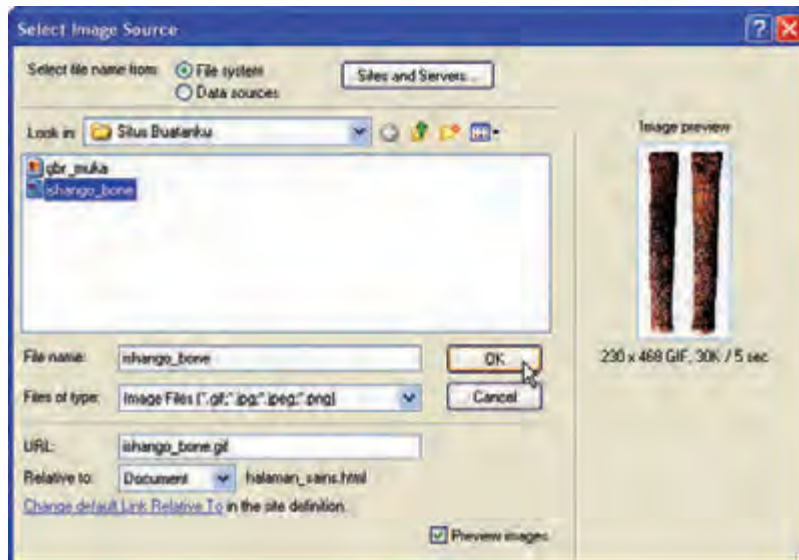 Select Image Source
Select file name from: File system
Data sources
Sites and Servers...
Look in: Situs Buatanku
gbr_muka
ishango_bone
Image preview
File name: ishango_bone
OK
230 x 468 GIF, 30K / 5 sec
Files of type: Image Files (*.gif;*.jpg;*.jpeg;*.png)
Cancel
URL: ishango_bone.gif
Relative to: Document halaman_sains.html
Change default Link Relative To in the site definition.
Preview images